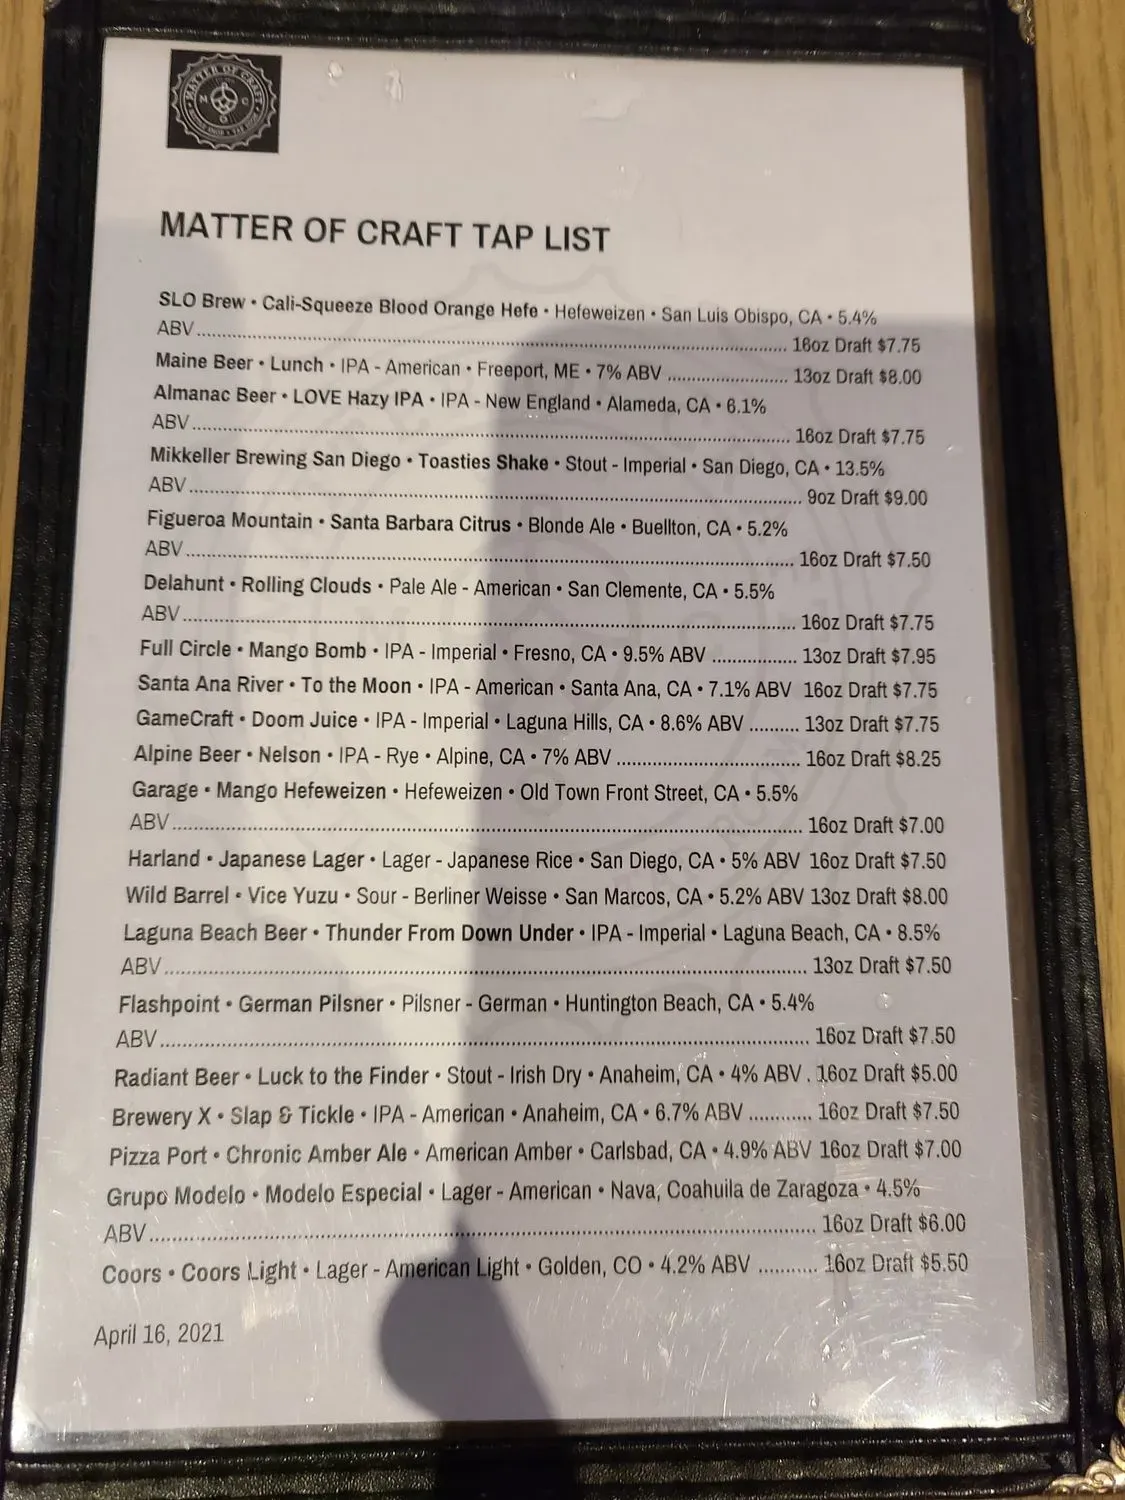 MATTER OF CRAFT
M C
MATTER OF CRAFT TAP LIST
SLO Brew • Cali-Squeeze Blood Orange Hefe • Hefeweizen • San Luis Obispo, CA • 5.4%
ABV 16oz Draft $7.75
Maine Beer • Lunch • IPA - American • Freeport, ME • 7% ABV 13oz Draft $8.00
Almanac Beer • LOVE Hazy IPA • IPA - New England • Alameda, CA • 6.1%
ABV 16oz Draft $7.75
Mikkeller Brewing San Diego • Toasties Shake • Stout - Imperial • San Diego, CA • 13.5%
ABV 9oz Draft $9.00
Figueroa Mountain • Santa Barbara Citrus • Blonde Ale • Buellton, CA • 5.2%
ABV 16oz Draft $7.50
Delahunt • Rolling Clouds • Pale Ale - American • San Clemente, CA • 5.5%
ABV 16oz Draft $7.75
Full Circle • Mango Bomb • IPA - Imperial • Fresno, CA • 9.5% ABV 13oz Draft $7.95
Santa Ana River • To the Moon • IPA - American • Santa Ana, CA • 7.1% ABV 16oz Draft $7.75
GameCraft • Doom Juice • IPA - Imperial • Laguna Hills, CA • 8.6% ABV 13oz Draft $7.75
Alpine Beer • Nelson • IPA - Rye • Alpine, CA • 7% ABV 16oz Draft $8.25
Garage • Mango Hefeweizen • Hefeweizen • Old Town Front Street, CA • 5.5%
ABV 16oz Draft $7.00
Harland • Japanese Lager • Lager - Japanese Rice • San Diego, CA • 5% ABV 16oz Draft $7.50
Wild Barrel • Vice Yuzu • Sour - Berliner Weisse • San Marcos, CA • 5.2% ABV 13oz Draft $8.00
Laguna Beach Beer • Thunder From Down Under • IPA - Imperial • Laguna Beach, CA • 8.5%
ABV 13oz Draft $7.50
Flashpoint • German Pilsner • Pilsner - German • Huntington Beach, CA • 5.4%
ABV 16oz Draft $7.50
Radiant Beer • Luck to the Finder • Stout - Irish Dry • Anaheim, CA • 4% ABV . 16oz Draft $5.00
Brewery X • Slap & Tickle • IPA - American • Anaheim, CA • 6.7% ABV 16oz Draft $7.50
Pizza Port • Chronic Amber Ale • American Amber • Carlsbad, CA • 4.9% ABV 16oz Draft $7.00
Grupo Modelo • Modelo Especial • Lager - American • Nava, Coahuila de Zaragoza • 4.5%
ABV 16oz Draft $6.00
Coors • Coors Light • Lager - American Light • Golden, CO • 4.2% ABV 16oz Draft $5.50
April 16, 2021